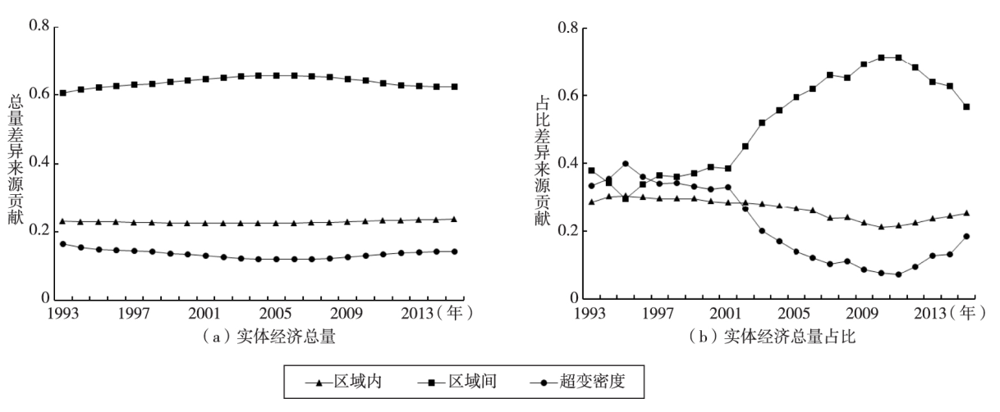 0.8
0.6
0.4
0.2
0
总量差异来源贡献
1993 1997 2001 2005 2009 2013(年)
(a)实体经济总量
0.8
0.6
0.4
0.2
0
占比差异来源贡献
1993 1997 2001 2005 2009 2013(年)
(b)实体经济总量占比
区域内 区域间 超变密度